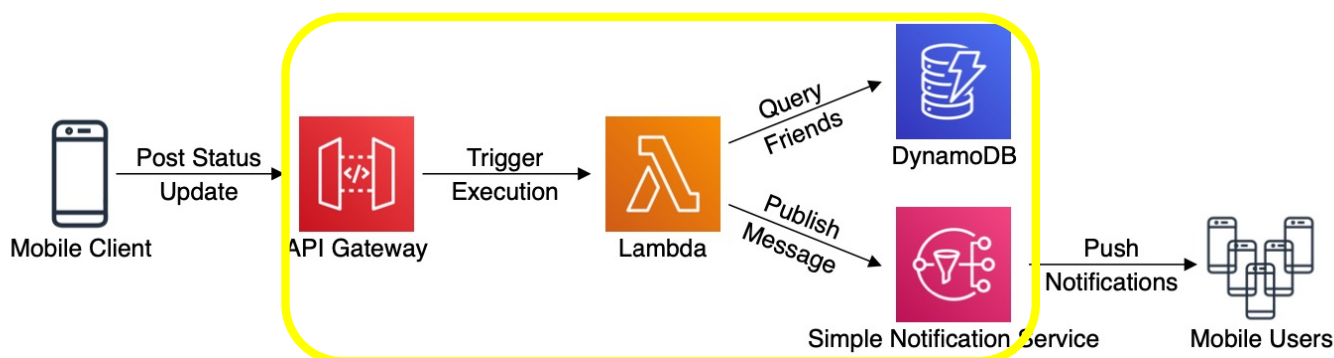 Post Status
Update
Mobile Client
</>
API Gateway
Trigger
Execution
Lambda
Query
Friends
DynamoDB
Publish
Message
Simple Notification Service
Push
Notifications
Mobile Users